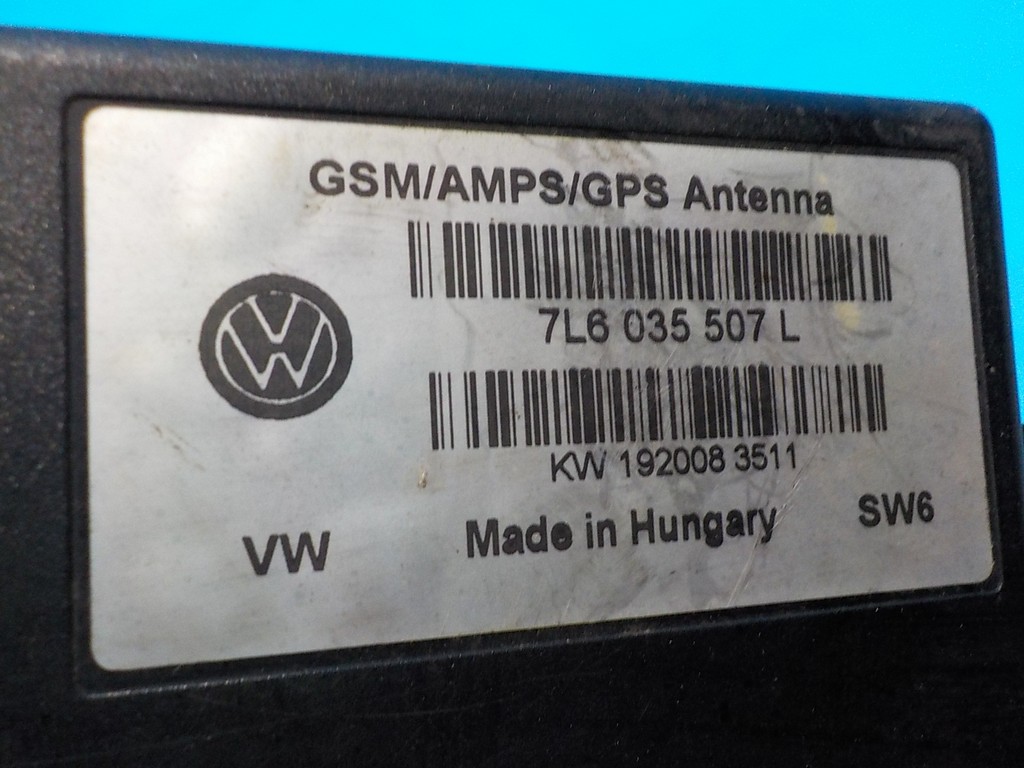 GSM/AMPS/GPS Antenna
7L6 035 507 L
KW 192008 3511
VW
Made in Hungary
SW6